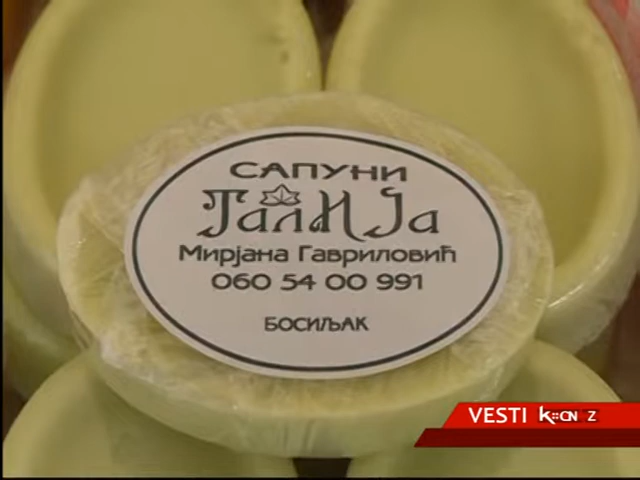 САПУНИ
Галија
Мирјана Гавриловић
060 54 00 991
БОСИЉАК
VESTI